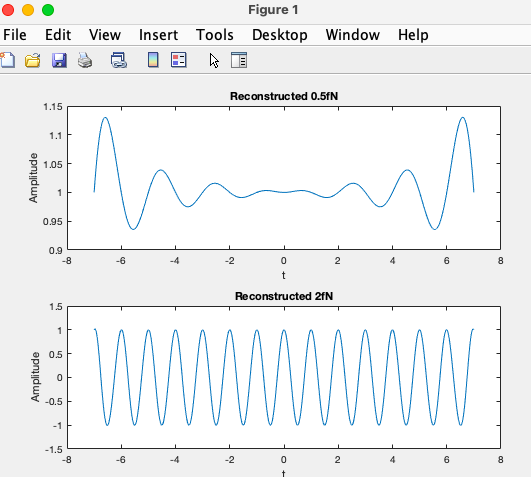 Figure 1
File Edit View Insert Tools Desktop Window Help
Reconstructed 0.5fN
Amplitude
1.15
1.1
1.05
1
0.95
0.9
-8 -6 -4 -2 0 2 4 6 8
t
Reconstructed 2fN
Amplitude
1.5
1
0.5
0
-0.5
-1
-1.5
-8 -6 -4 -2 0 2 4 6 8
t